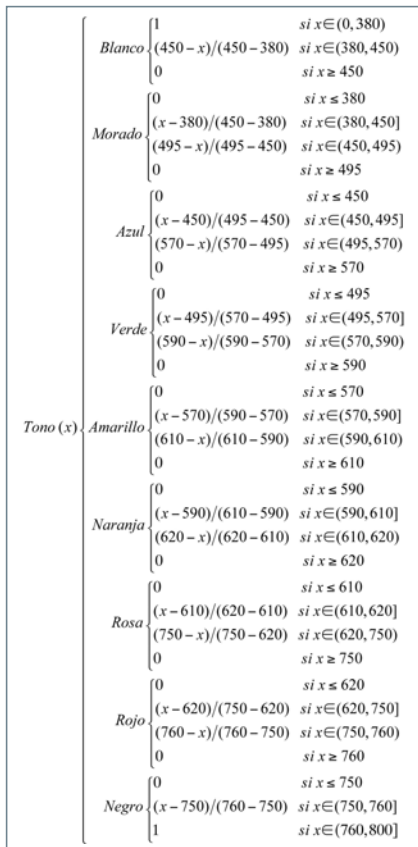 1 si x∈(0,380)
Blanco (450−x)/(450−380) si x∈(380,450)
0 si x≥450
0 si x≤380
Morado (x−380)/(450−380) si x∈(380,450]
(495−x)/(495−450) si x∈(450,495)
0 si x≥495
0 si x≤450
Azul (x−450)/(495−450) si x∈(450,495]
(570−x)/(570−495) si x∈(495,570)
0 si x≥570
0 si x≤495
Verde (x−495)/(570−495) si x∈(495,570]
(590−x)/(590−570) si x∈(570,590)
0 si x≥590
0 si x≤570
Tono (x) Amarillo (x−570)/(590−570) si x∈(570,590]
(610−x)/(610−590) si x∈(590,610)
0 si x≥610
0 si x≤590
Naranja (x−590)/(610−590) si x∈(590,610]
(620−x)/(620−610) si x∈(610,620)
0 si x≥620
0 si x≤610
Rosa (x−610)/(620−610) si x∈(610,620]
(750−x)/(750−620) si x∈(620,750)
0 si x≥750
0 si x≤620
Rojo (x−620)/(750−620) si x∈(620,750]
(760−x)/(760−750) si x∈(750,760)
0 si x≥760
0 si x≤750
Negro (x−750)/(760−750) si x∈(750,760]
1 si x∈(760,800]